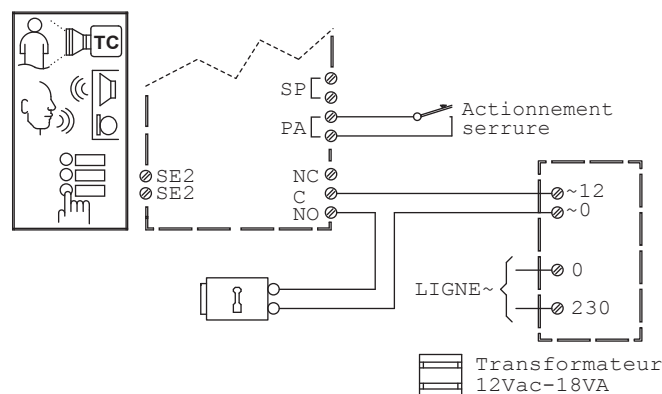 TC
SP
PA
Actionnement
serrure
SE2
SE2
NC
C
NO
~12
~0
LIGNE~
0
230
Transformateur
12Vac-18VA